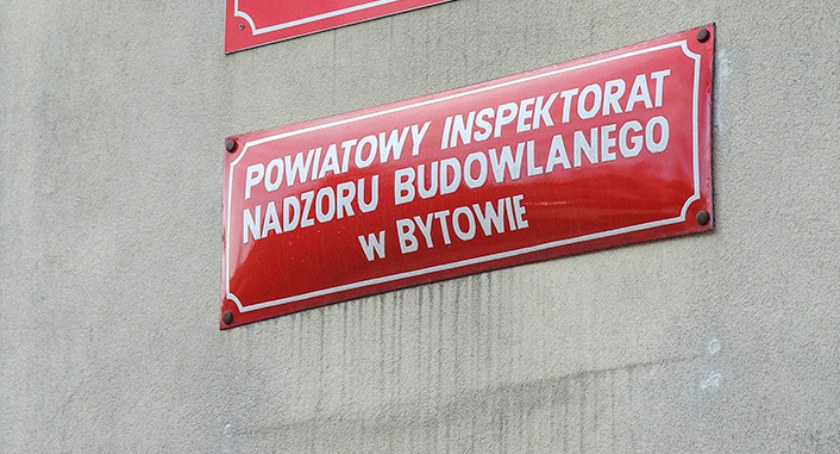 POWIATOWY INSPEKTORAT
NADZORU BUDOWLANEGO
w BYTOWIE